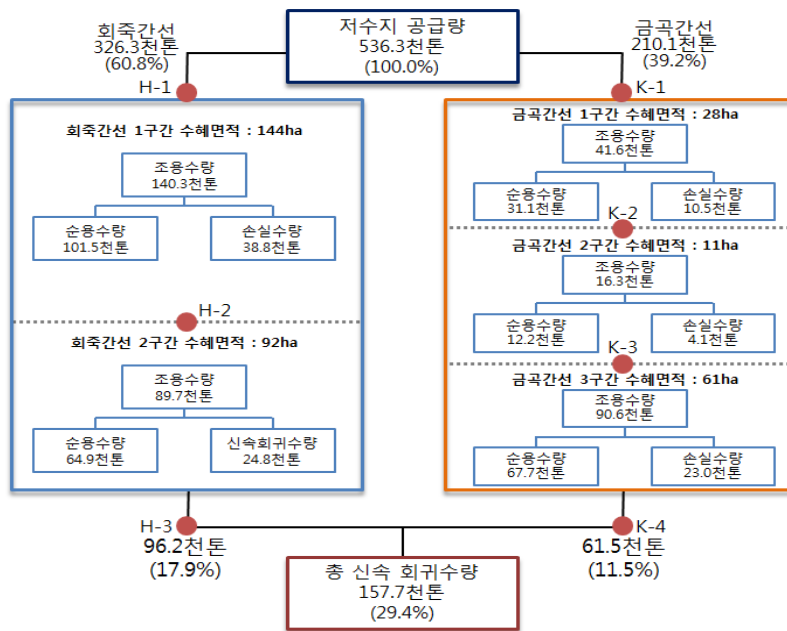 회죽간선
326.3천톤
(60.8%)
저수지 공급량
536.3천톤
(100.0%)
금곡간선
210.1천톤
(39.2%)
H-1
K-1
회죽간선 1구간 수혜면적 : 144ha
조용수량
140.3천톤
순용수량
101.5천톤
손실수량
38.8천톤
H-2
회죽간선 2구간 수혜면적 : 92ha
조용수량
89.7천톤
순용수량
64.9천톤
신속회귀수량
24.8천톤
금곡간선 1구간 수혜면적 : 28ha
조용수량
41.6천톤
순용수량
31.1천톤
손실수량
10.5천톤
K-2
금곡간선 2구간 수혜면적 : 11ha
조용수량
16.3천톤
순용수량
12.2천톤
손실수량
4.1천톤
K-3
금곡간선 3구간 수혜면적 : 61ha
조용수량
90.6천톤
순용수량
67.7천톤
손실수량
23.0천톤
H-3
96.2천톤
(17.9%)
K-4
61.5천톤
(11.5%)
총 신속 회귀수량
157.7천톤
(29.4%)